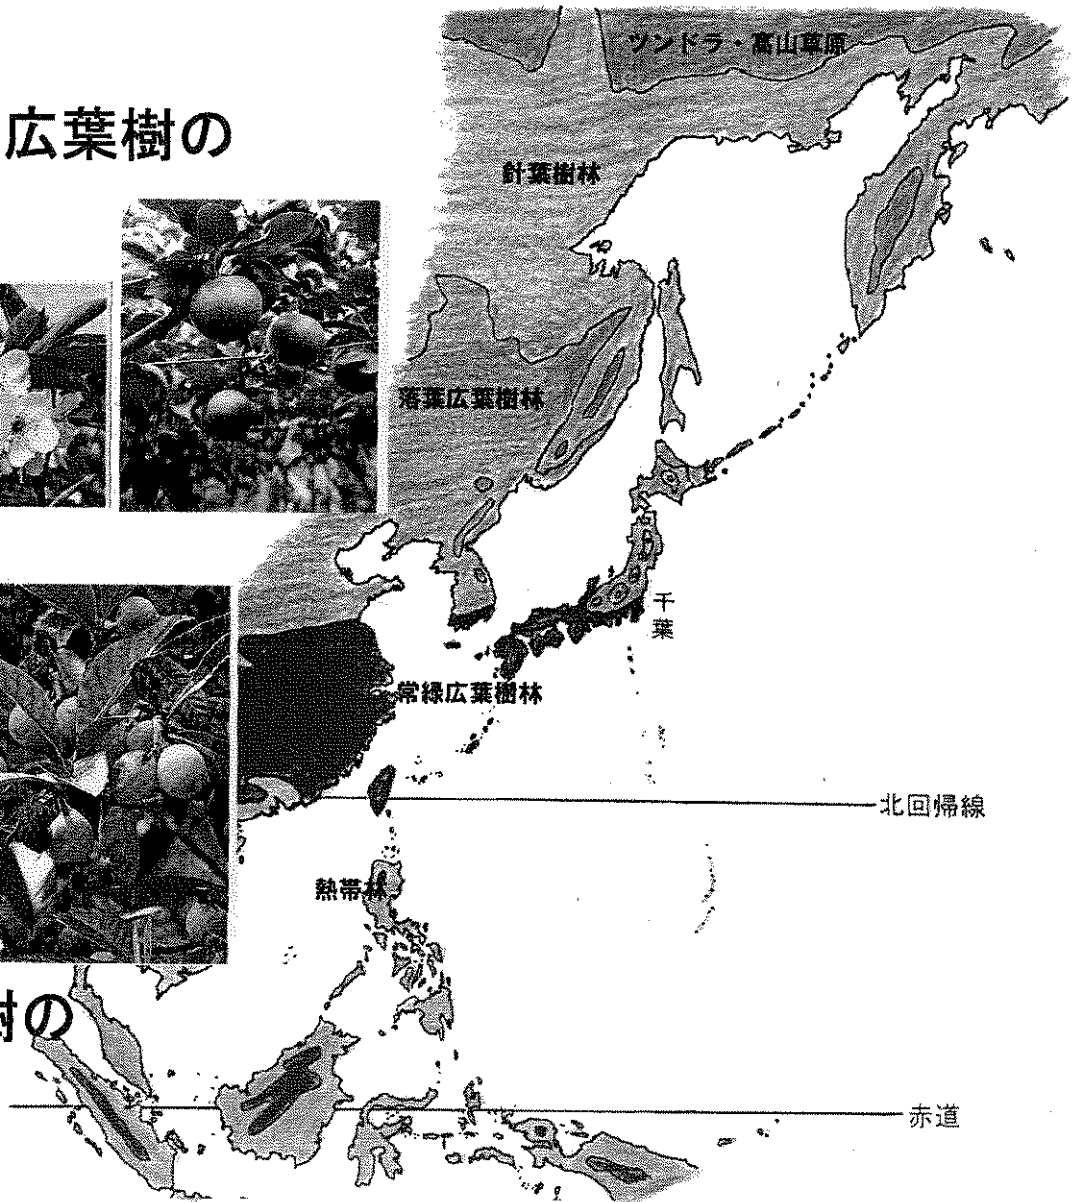 ツンドラ・高山草原
広葉樹の
針葉樹林
落葉広葉樹林
千葉
常緑広葉樹林
北回帰線
熱帯林
樹の
赤道